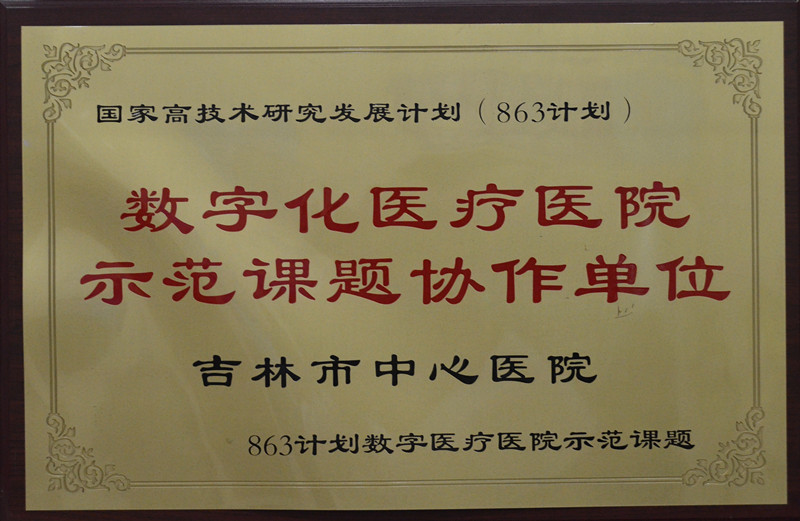 国家高技术研究发展计划（863计划）
数字化医疗医院
示范课题协作单位
吉林市中心医院
863计划数字医疗医院示范课题